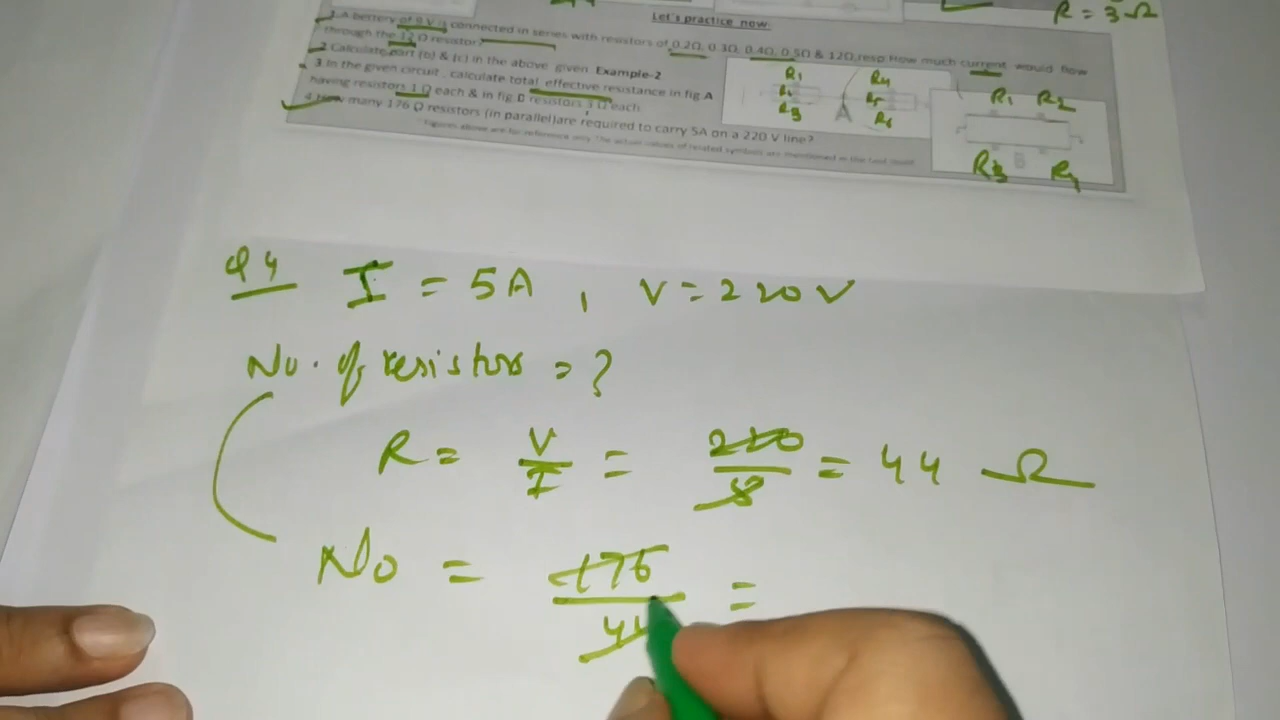 R = 3 Ω
Let's practice now
1.A battery of 9 V is connected in series with resistors of 0.2Ω, 0.3Ω, 0.4Ω, 0.5Ω & 12Ω,resp.How much current would flow
through the 12 Ω resistor?
2 Calculate part (b) & (c) in the above given Example-2
3.In the given circuit , calculate total effective resistance in fig.A
having resistors 1 Ω each & in fig.B resistors 3 Ω each
4.How many 176 Ω resistors (in parallel)are required to carry 5A on a 220 V line?
R1 R4
R5
R3 R6
R1 R2
B
R3 R4
Q4 I = 5A , V = 220 V
No. of resistors = ?
R = V/I = 220/5 = 44 Ω
No = 176/44 =